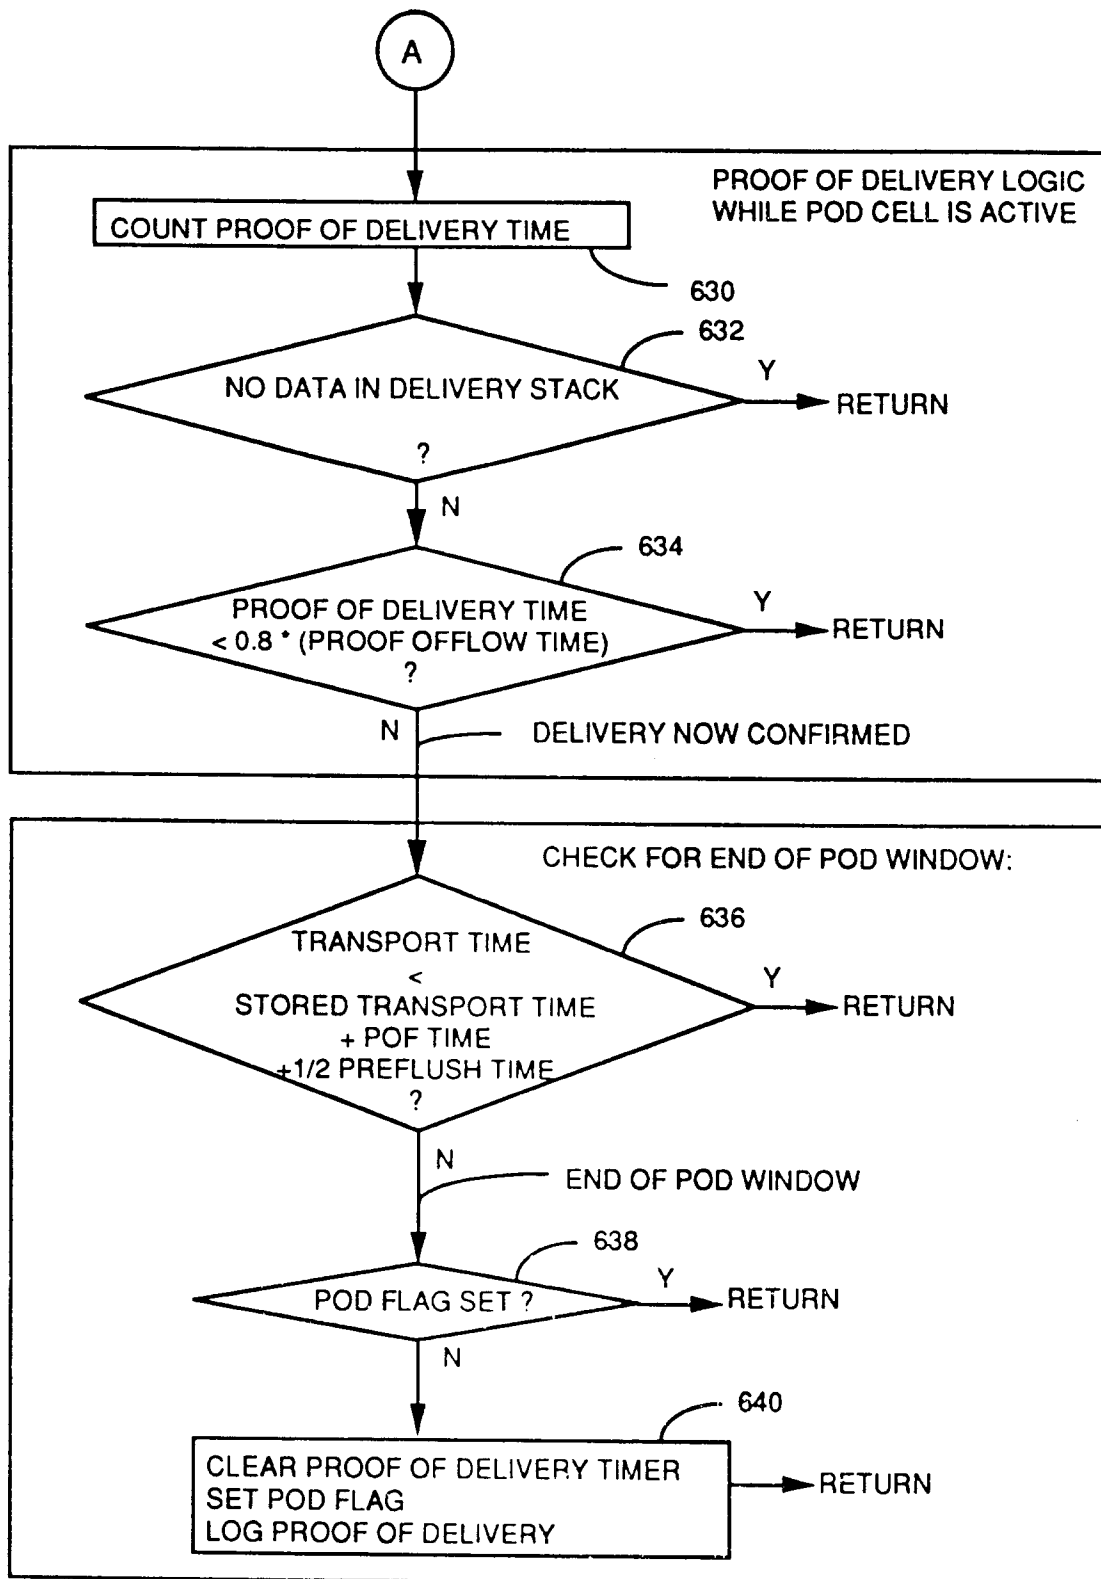 A
PROOF OF DELIVERY LOGIC
WHILE POD CELL IS ACTIVE
COUNT PROOF OF DELIVERY TIME
630
632
NO DATA IN DELIVERY STACK
?
Y
RETURN
N
634
PROOF OF DELIVERY TIME
< 0.8 * (PROOF OFFLOW TIME)
?
Y
RETURN
N
DELIVERY NOW CONFIRMED
CHECK FOR END OF POD WINDOW:
636
TRANSPORT TIME
<
STORED TRANSPORT TIME
+ POF TIME
+1/2 PREFLUSH TIME
?
Y
RETURN
N
END OF POD WINDOW
638
POD FLAG SET ?
Y
RETURN
N
640
CLEAR PROOF OF DELIVERY TIMER
SET POD FLAG
LOG PROOF OF DELIVERY
RETURN